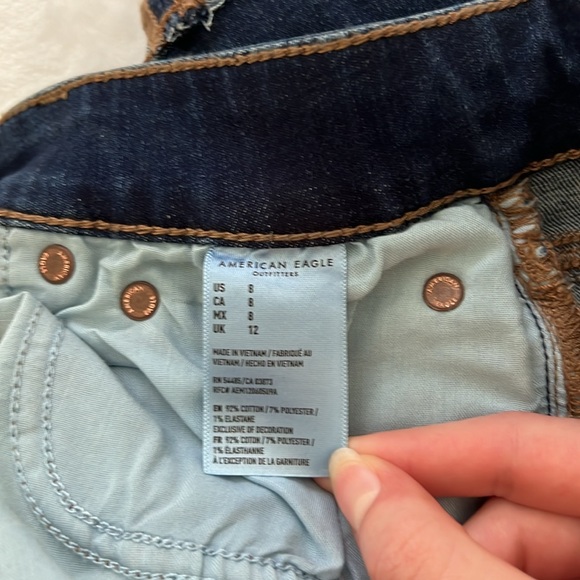 AMERICAN EAGLE
OUTFITTERS
US 8
CA 8
MX 8
UK 12
MADE IN VIETNAM / FABRIQUÉ AU
VIETNAM / HECHO EN VIETNAM
RN 54485 / CA 03873
EN 92% COTTON / 7% POLYESTER /
1% ELASTANE
EXCLUSIVE OF DECORATION
FR 92% COTON / 7% POLYESTER /
1% ÉLASTHANNE
À L'EXCEPTION DE LA GARNITURE